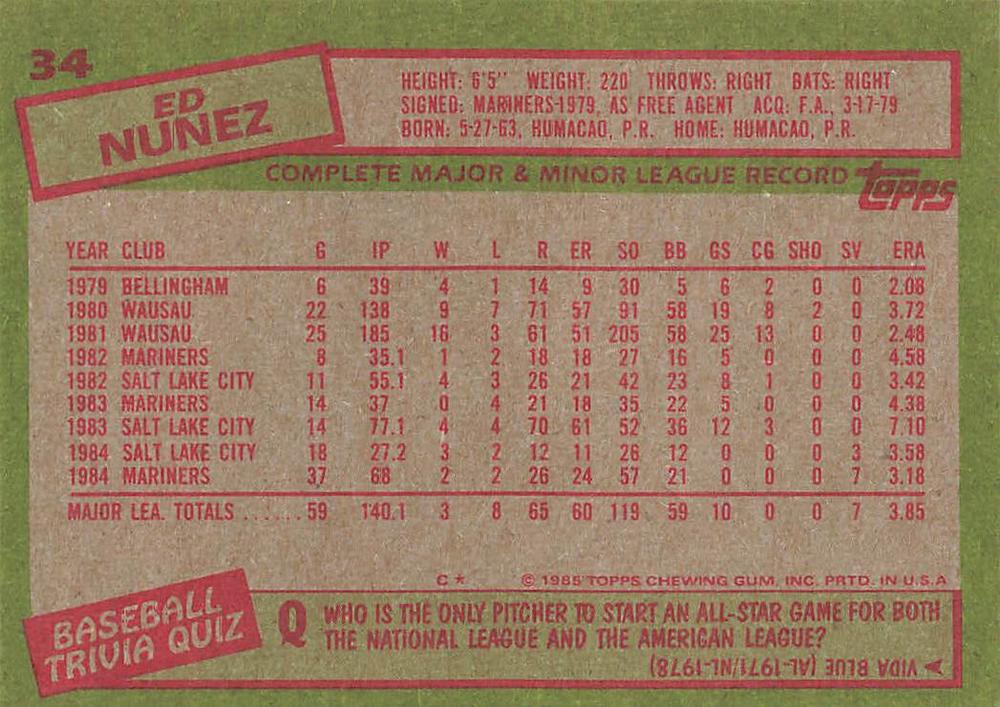 34
ED
NUNEZ
HEIGHT: 6'5" WEIGHT: 220 THROWS: RIGHT BATS: RIGHT
SIGNED: MARINERS-1979, AS FREE AGENT ACQ: F.A., 3-17-79
BORN: 5-27-63, HUMACAO, P.R. HOME: HUMACAO, P.R.
COMPLETE MAJOR & MINOR LEAGUE RECORD topps
YEAR CLUB G IP W L R ER SO BB GS CG SHO SV ERA
1979 BELLINGHAM 6 39 4 1 14 9 30 5 6 2 0 0 2.08
1980 WAUSAU 22 138 9 7 71 57 91 58 19 8 2 0 3.72
1981 WAUSAU 25 185 16 3 61 51 205 58 25 13 0 0 2.48
1982 MARINERS 8 35.1 1 2 18 18 27 16 5 0 0 0 4.58
1982 SALT LAKE CITY 11 55.1 4 3 26 21 42 23 8 1 0 0 3.42
1983 MARINERS 14 37 0 4 21 18 35 22 5 0 0 0 4.38
1983 SALT LAKE CITY 14 77.1 4 4 70 61 52 36 12 3 0 0 7.10
1984 SALT LAKE CITY 18 27.2 3 2 12 11 26 12 0 0 0 3 3.58
1984 MARINERS 37 68 2 2 26 24 57 21 0 0 0 7 3.18
MAJOR LEA. TOTALS ......59 140.1 3 8 65 60 119 59 10 0 0 7 3.85
C* © 1985 TOPPS CHEWING GUM, INC. PRTD. IN U.S.A
BASEBALL
TRIVIA QUIZ
Q WHO IS THE ONLY PITCHER TO START AN ALL-STAR GAME FOR BOTH
THE NATIONAL LEAGUE AND THE AMERICAN LEAGUE?
A VIDA BLUE (AL-1971/NL-1978)